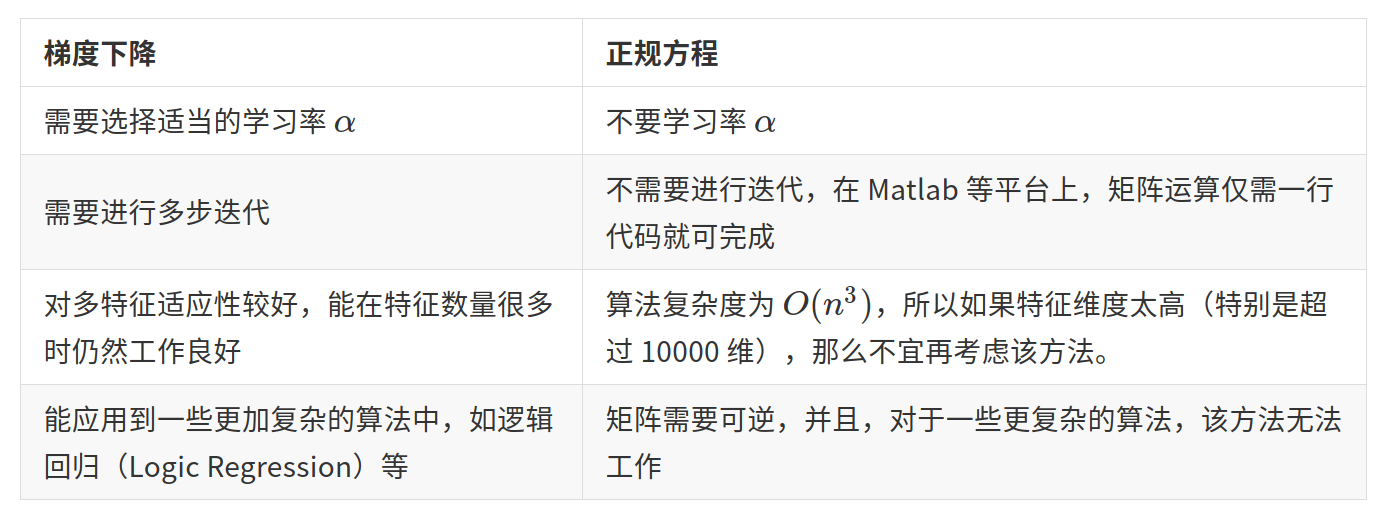 梯度下降
正规方程
需要选择适当的学习率 α
不要学习率 α
需要进行多步迭代
不需要进行迭代，在 Matlab 等平台上，矩阵运算仅需一行
代码就可完成
对多特征适应性较好，能在特征数量很多
时仍然工作良好
算法复杂度为 O(n³)，所以如果特征维度太高（特别是超
过 10000 维），那么不宜再考虑该方法。
能应用到一些更加复杂的算法中，如逻辑
回归（Logic Regression）等
矩阵需要可逆，并且，对于一些更复杂的算法，该方法无法
工作